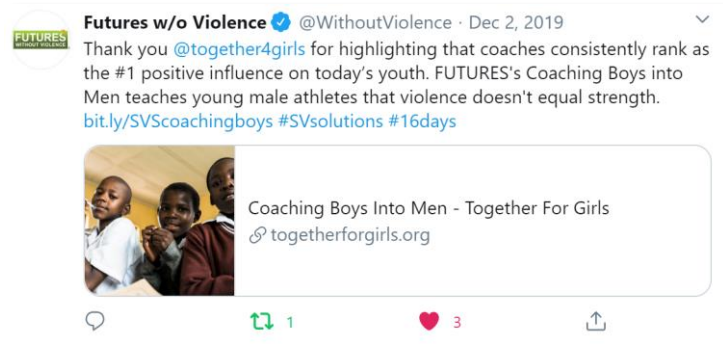 Futures w/o Violence @WithoutViolence · Dec 2, 2019
FUTURES
WITHOUT VIOLENCE
Thank you @together4girls for highlighting that coaches consistently rank as
the #1 positive influence on today’s youth. FUTURES's Coaching Boys into
Men teaches young male athletes that violence doesn't equal strength.
bit.ly/SVScoachingboys #SVsolutions #16days
Coaching Boys Into Men - Together For Girls
togetherforgirls.org
1
3